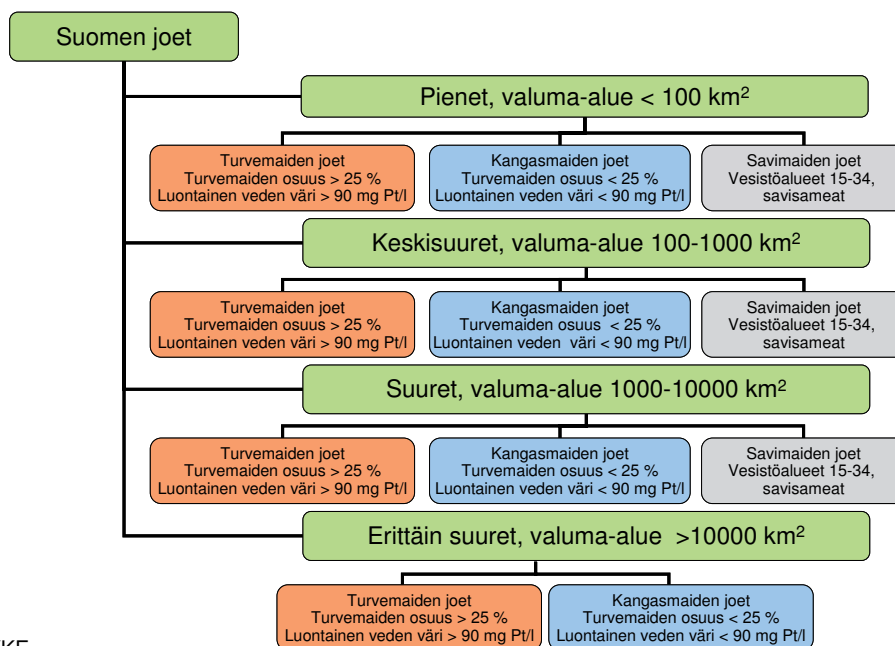 Suomen joet
Pienet, valuma-alue < 100 km²
Turvemaiden joet
Turvemaiden osuus > 25 %
Luontainen veden väri > 90 mg Pt/l
Kangasmaiden joet
Turvemaiden osuus < 25 %
Luontainen veden väri < 90 mg Pt/l
Savimaiden joet
Vesistöalueet 15-34,
savisameat
Keskisuuret, valuma-alue 100-1000 km²
Turvemaiden joet
Turvemaiden osuus > 25 %
Luontainen veden väri > 90 mg Pt/l
Kangasmaiden joet
Turvemaiden osuus < 25 %
Luontainen veden väri < 90 mg Pt/l
Savimaiden joet
Vesistöalueet 15-34,
savisameat
Suuret, valuma-alue 1000-10000 km²
Turvemaiden joet
Turvemaiden osuus > 25 %
Luontainen veden väri > 90 mg Pt/l
Kangasmaiden joet
Turvemaiden osuus < 25 %
Luontainen veden väri < 90 mg Pt/l
Savimaiden joet
Vesistöalueet 15-34,
savisameat
Erittäin suuret, valuma-alue >10000 km²
Turvemaiden joet
Turvemaiden osuus > 25 %
Luontainen veden väri > 90 mg Pt/l
Kangasmaiden joet
Turvemaiden osuus < 25 %
Luontainen veden väri < 90 mg Pt/l